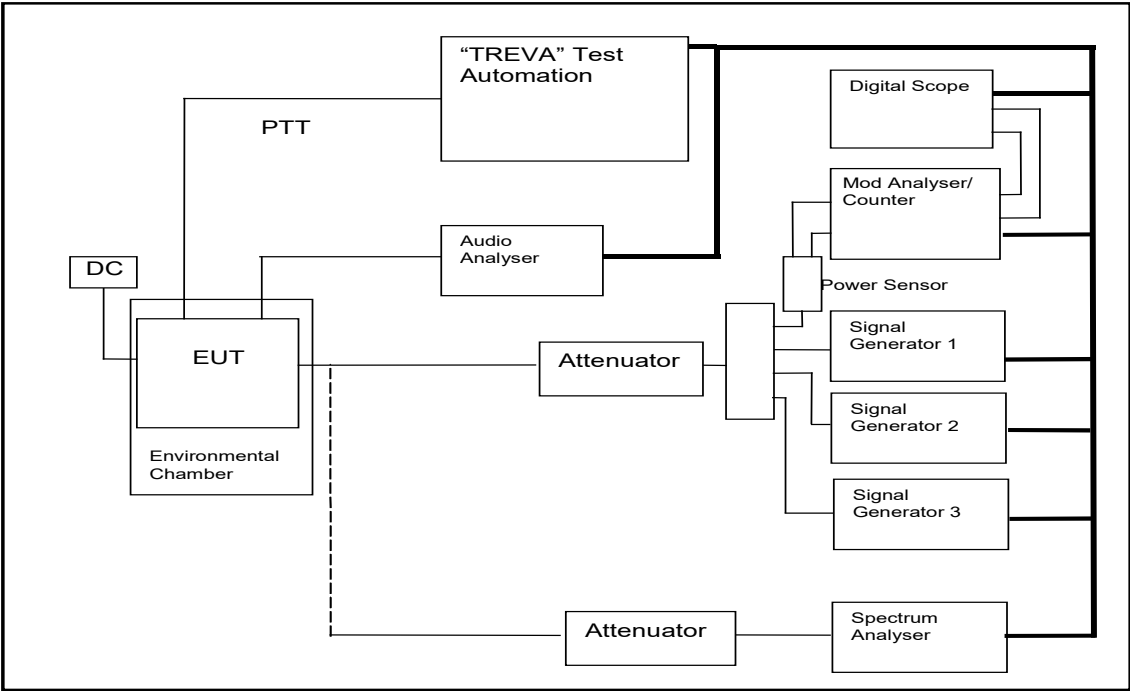 “TREVA” Test
Automation
Digital Scope
PTT
Mod Analyser/
Counter
Audio
Analyser
DC
Power Sensor
EUT
Attenuator
Signal
Generator 1
Signal
Generator 2
Environmental
Chamber
Signal
Generator 3
Attenuator
Spectrum
Analyser